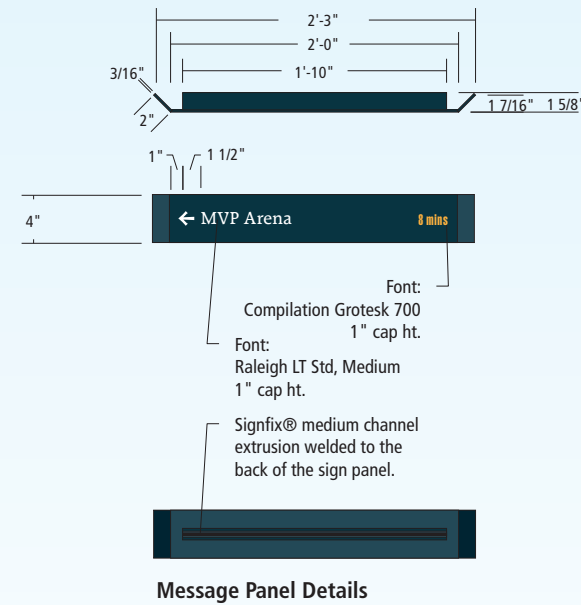 2'-3"
2'-0"
1'-10"
3/16"
2"
1 7/16" 1 5/8"
1" 1 1/2"
4"
MVP Arena 8 mins
Font:
Compilation Grotesk 700
1" cap ht.
Font:
Raleigh LT Std, Medium
1" cap ht.
Signfix® medium channel
extrusion welded to the
back of the sign panel.
Message Panel Details